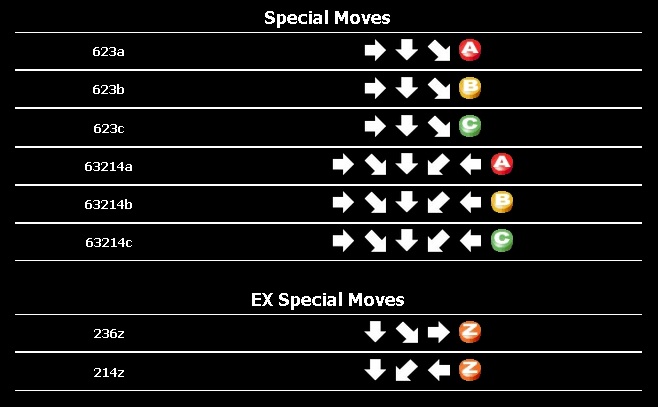 Special Moves
623a → ↓ ↘ A
623b → ↓ ↘ B
623c → ↓ ↘ C
63214a → ↘ ↓ ↙ ← A
63214b → ↘ ↓ ↙ ← B
63214c → ↘ ↓ ↙ ← C
EX Special Moves
236z ↓ ↘ → Z
214z ↓ ↙ ← Z